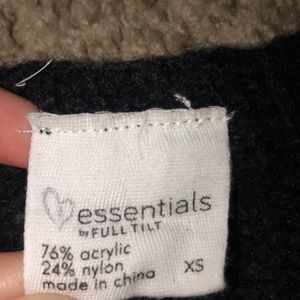 essentials
by FULL TILT
76% acrylic
24% nylon
made in china
XS